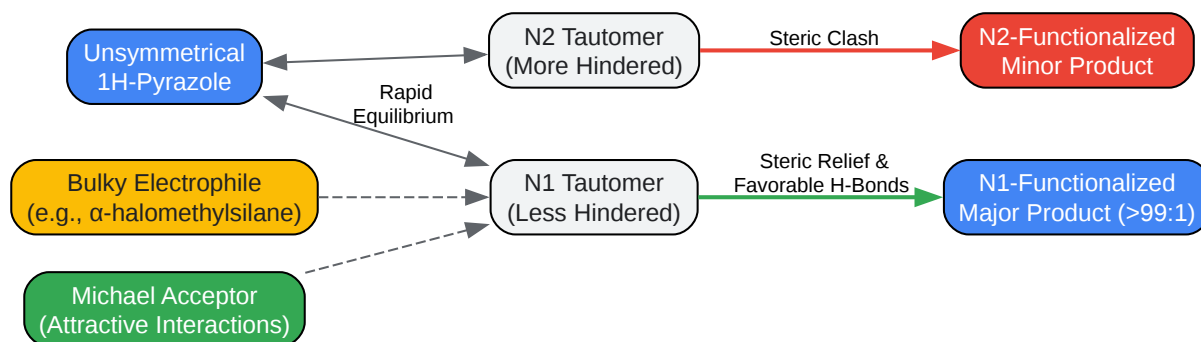 Unsymmetrical
1H-Pyrazole
N2 Tautomer
(More Hindered)
Steric Clash
N2-Functionalized
Minor Product
Rapid
Equilibrium
Bulky Electrophile
(e.g., α-halomethylsilane)
N1 Tautomer
(Less Hindered)
Steric Relief &
Favorable H-Bonds
N1-Functionalized
Major Product (>99:1)
Michael Acceptor
(Attractive Interactions)